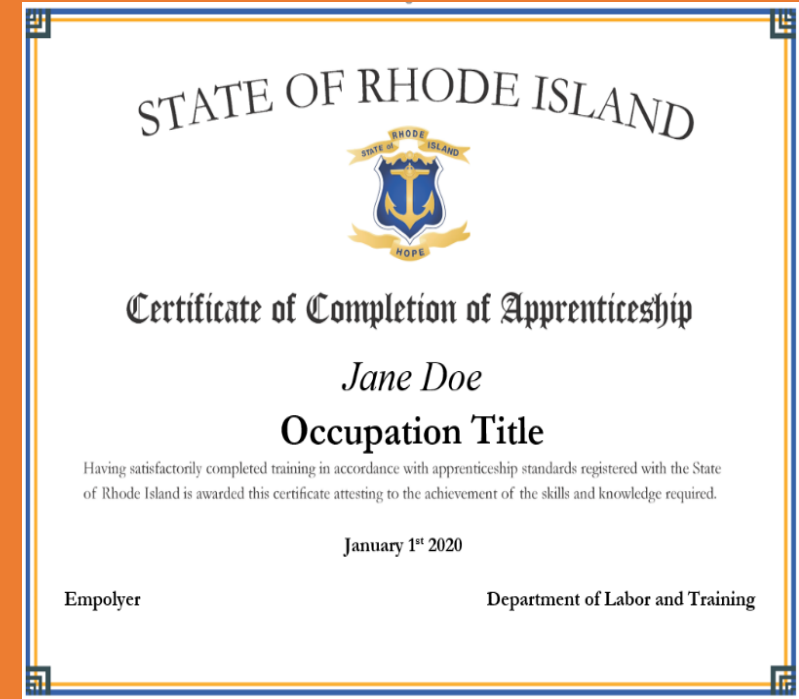 STATE OF RHODE ISLAND
RHODE
STATE of ISLAND
HOPE
Certificate of Completion of Apprenticeship
Jane Doe
Occupation Title
Having satisfactorily completed training in accordance with apprenticeship standards registered with the State
of Rhode Island is awarded this certificate attesting to the achievement of the skills and knowledge required.
January 1st 2020
Empolyer Department of Labor and Training